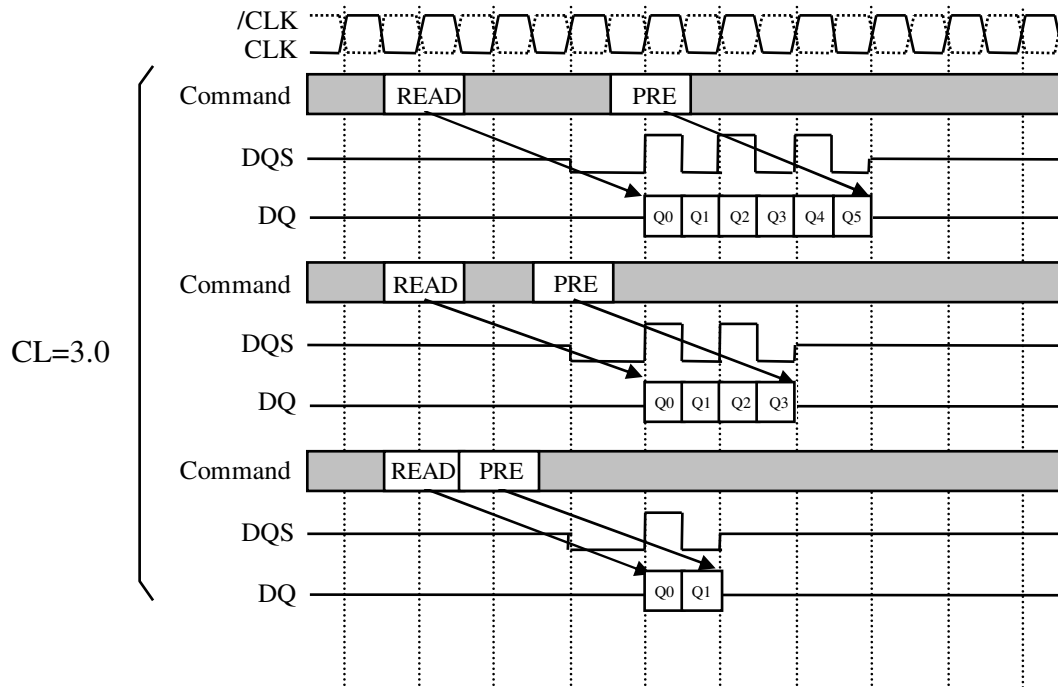 /CLK
CLK
Command READ PRE
DQS
DQ Q0 Q1 Q2 Q3 Q4 Q5
Command READ PRE
CL=3.0
DQS
DQ Q0 Q1 Q2 Q3
Command READ PRE
DQS
DQ Q0 Q1